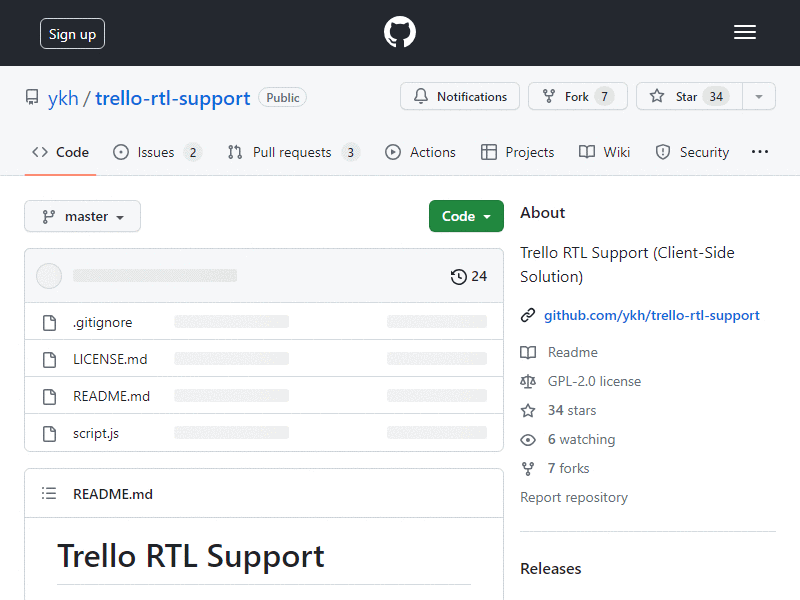 Sign up
ykh / trello-rtl-support Public
Notifications
Fork 7
Star 34
Code
Issues 2
Pull requests 3
Actions
Projects
Wiki
Security
master
Code
24
.gitignore
LICENSE.md
README.md
script.js
README.md
Trello RTL Support
About
Trello RTL Support (Client-Side
Solution)
github.com/ykh/trello-rtl-support
Readme
GPL-2.0 license
34 stars
6 watching
7 forks
Report repository
Releases